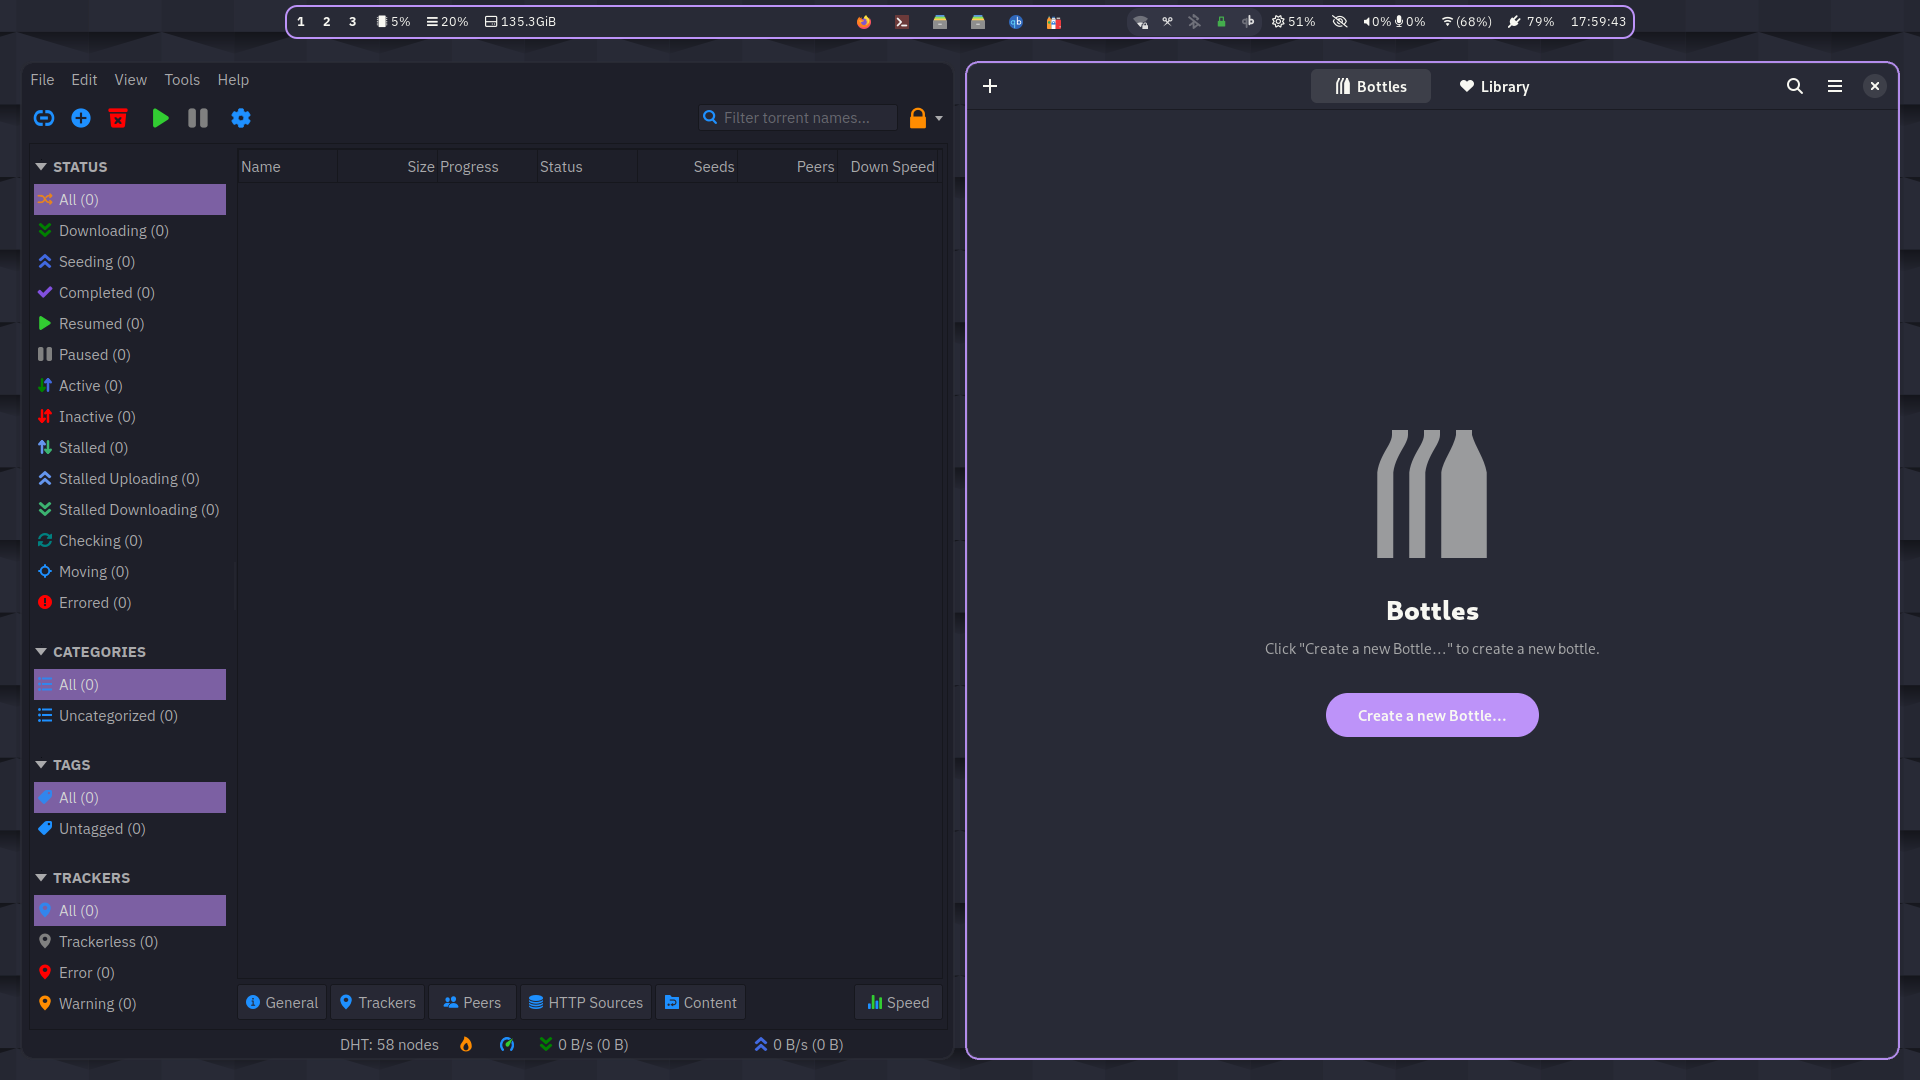 1 2 3 5% 20% 135.3GiB 51% 0% 0% (68%) 79% 17:59:43
File Edit View Tools Help
Filter torrent names...
STATUS
All (0)
Downloading (0)
Seeding (0)
Completed (0)
Resumed (0)
Paused (0)
Active (0)
Inactive (0)
Stalled (0)
Stalled Uploading (0)
Stalled Downloading (0)
Checking (0)
Moving (0)
Errored (0)
CATEGORIES
All (0)
Uncategorized (0)
TAGS
All (0)
Untagged (0)
TRACKERS
All (0)
Trackerless (0)
Error (0)
Warning (0)
Name Size Progress Status Seeds Peers Down Speed
General Trackers Peers HTTP Sources Content Speed
DHT: 58 nodes 0 B/s (0 B) 0 B/s (0 B)
Bottles Library
Bottles
Click "Create a new Bottle…" to create a new bottle.
Create a new Bottle…